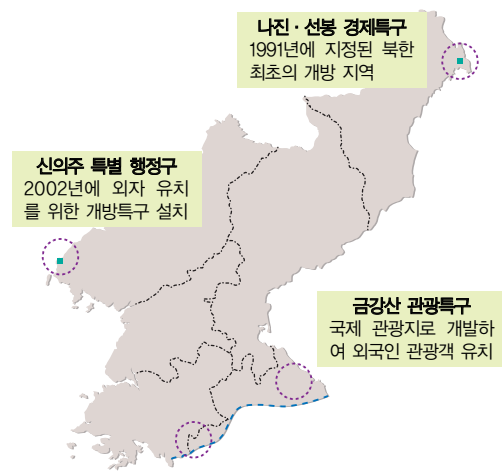 나진·선봉 경제특구
1991년에 지정된 북한
최초의 개방 지역
신의주 특별 행정구
2002년에 외자 유치
를 위한 개방특구 설치
금강산 관광특구
국제 관광지로 개발하
여 외국인 관광객 유치